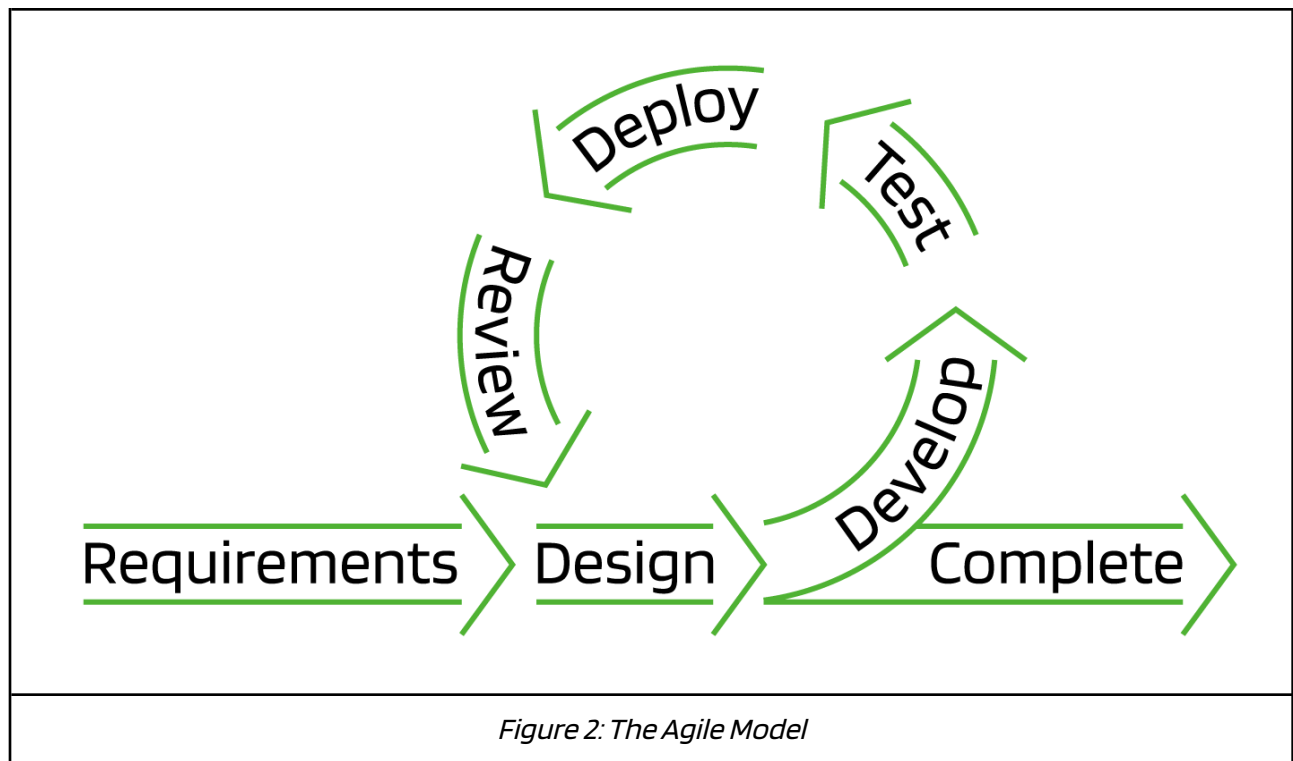 Deploy
Test
Review
Develop
Requirements
Design
Complete
Figure 2: The Agile Model